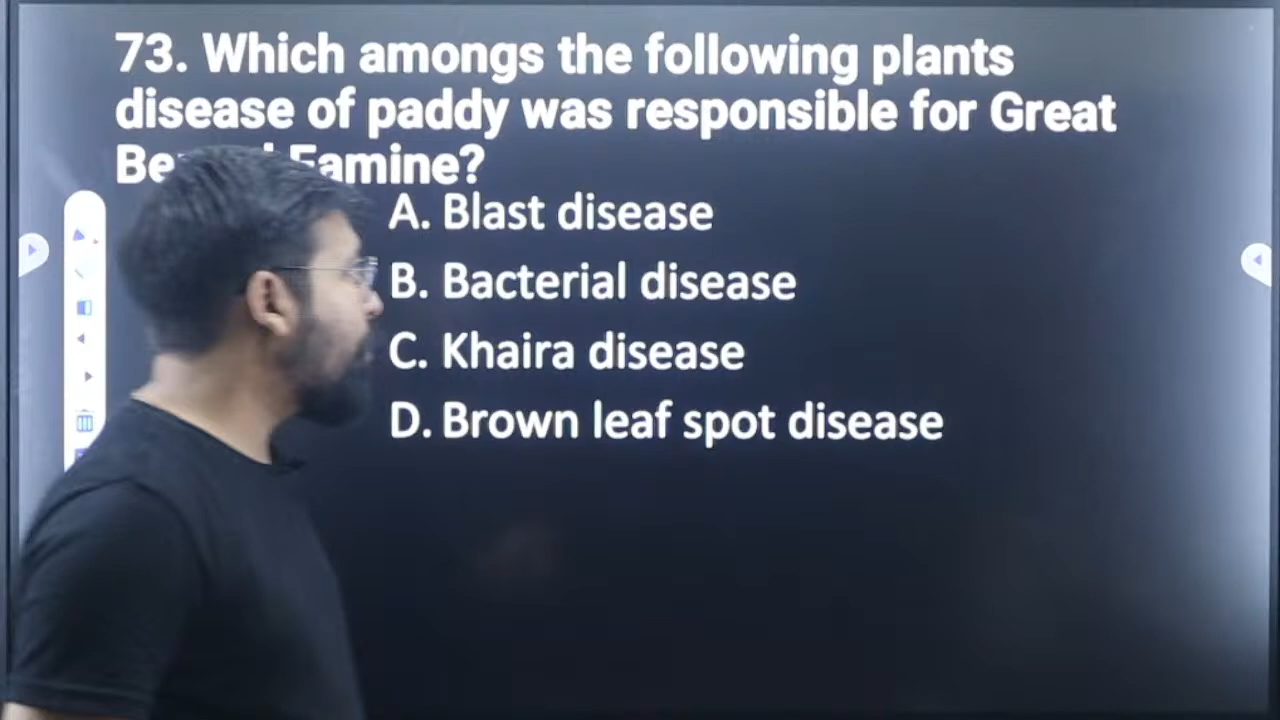 73. Which amongs the following plants
disease of paddy was responsible for Great
Famine?
A. Blast disease
B. Bacterial disease
C. Khaira disease
D. Brown leaf spot disease